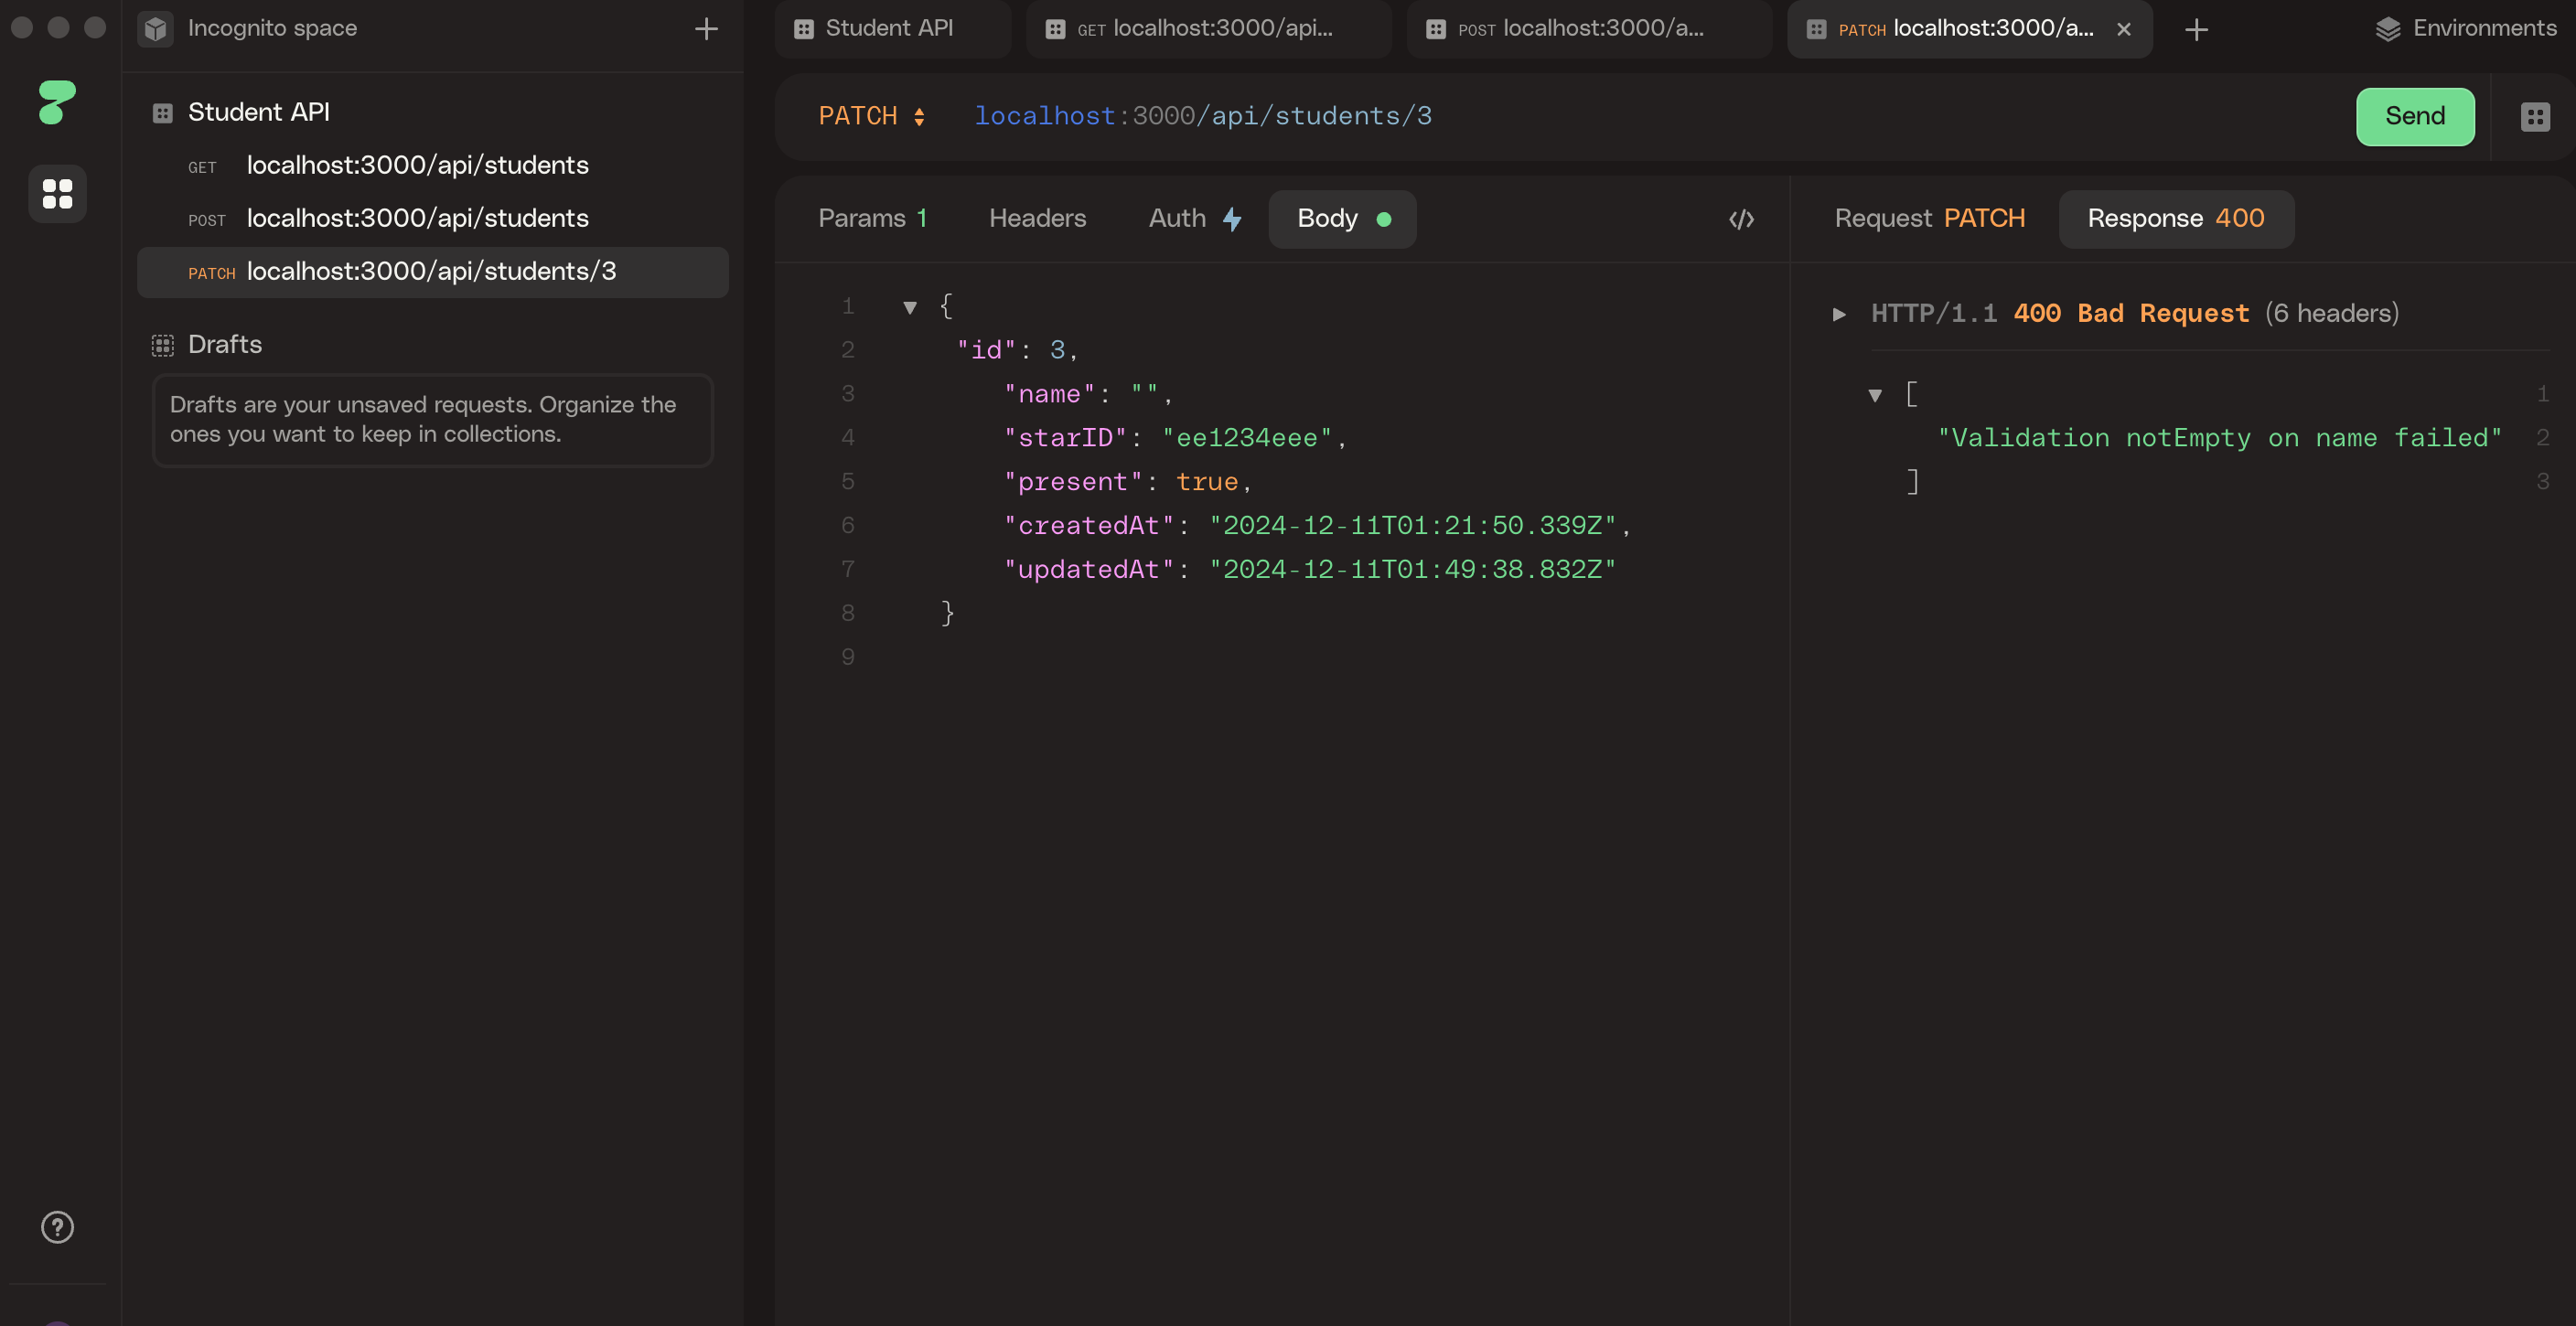 Incognito space
Student API
GET localhost:3000/api...
POST localhost:3000/a...
PATCH localhost:3000/a...
Environments
Student API
GET localhost:3000/api/students
POST localhost:3000/api/students
PATCH localhost:3000/api/students/3
Drafts
Drafts are your unsaved requests. Organize the
ones you want to keep in collections.
PATCH localhost:3000/api/students/3
Send
Params 1 Headers Auth Body
1 {
2 "id": 3,
3 "name": "",
4 "starID": "ee1234eee",
5 "present": true,
6 "createdAt": "2024-12-11T01:21:50.339Z",
7 "updatedAt": "2024-12-11T01:49:38.832Z"
8 }
9
Request PATCH Response 400
HTTP/1.1 400 Bad Request (6 headers)
[ 1
"Validation notEmpty on name failed" 2
] 3